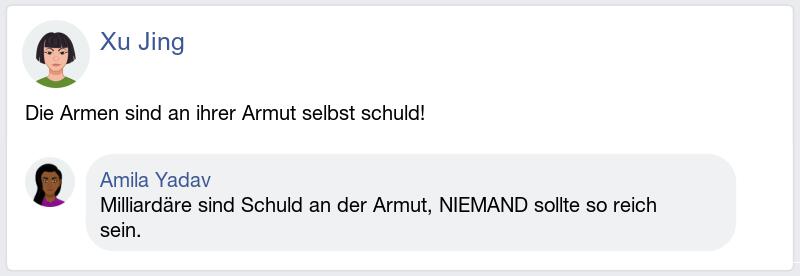 Xu Jing
Die Armen sind an ihrer Armut selbst schuld!
Amila Yadav
Milliardäre sind Schuld an der Armut, NIEMAND sollte so reich
sein.